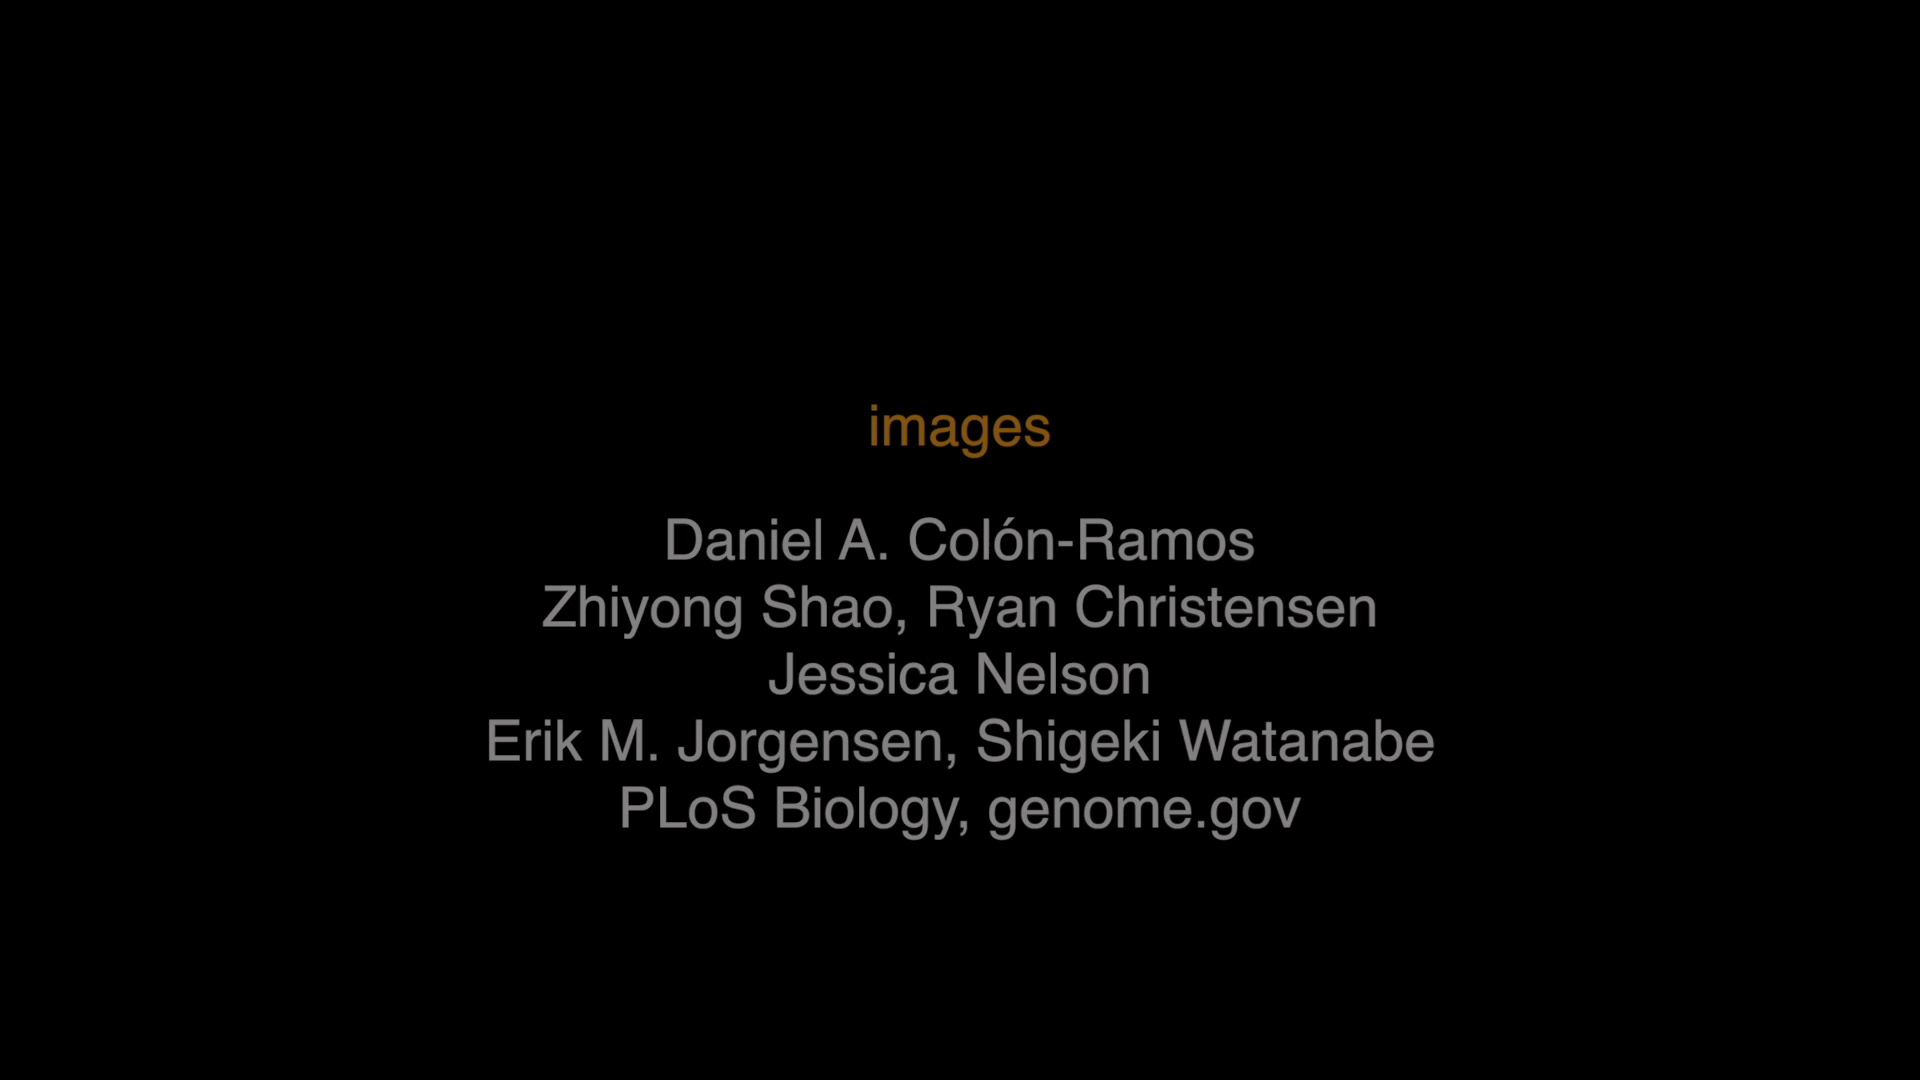 images
Daniel A. Colón-Ramos
Zhiyong Shao, Ryan Christensen
Jessica Nelson
Erik M. Jorgensen, Shigeki Watanabe
PLoS Biology, genome.gov